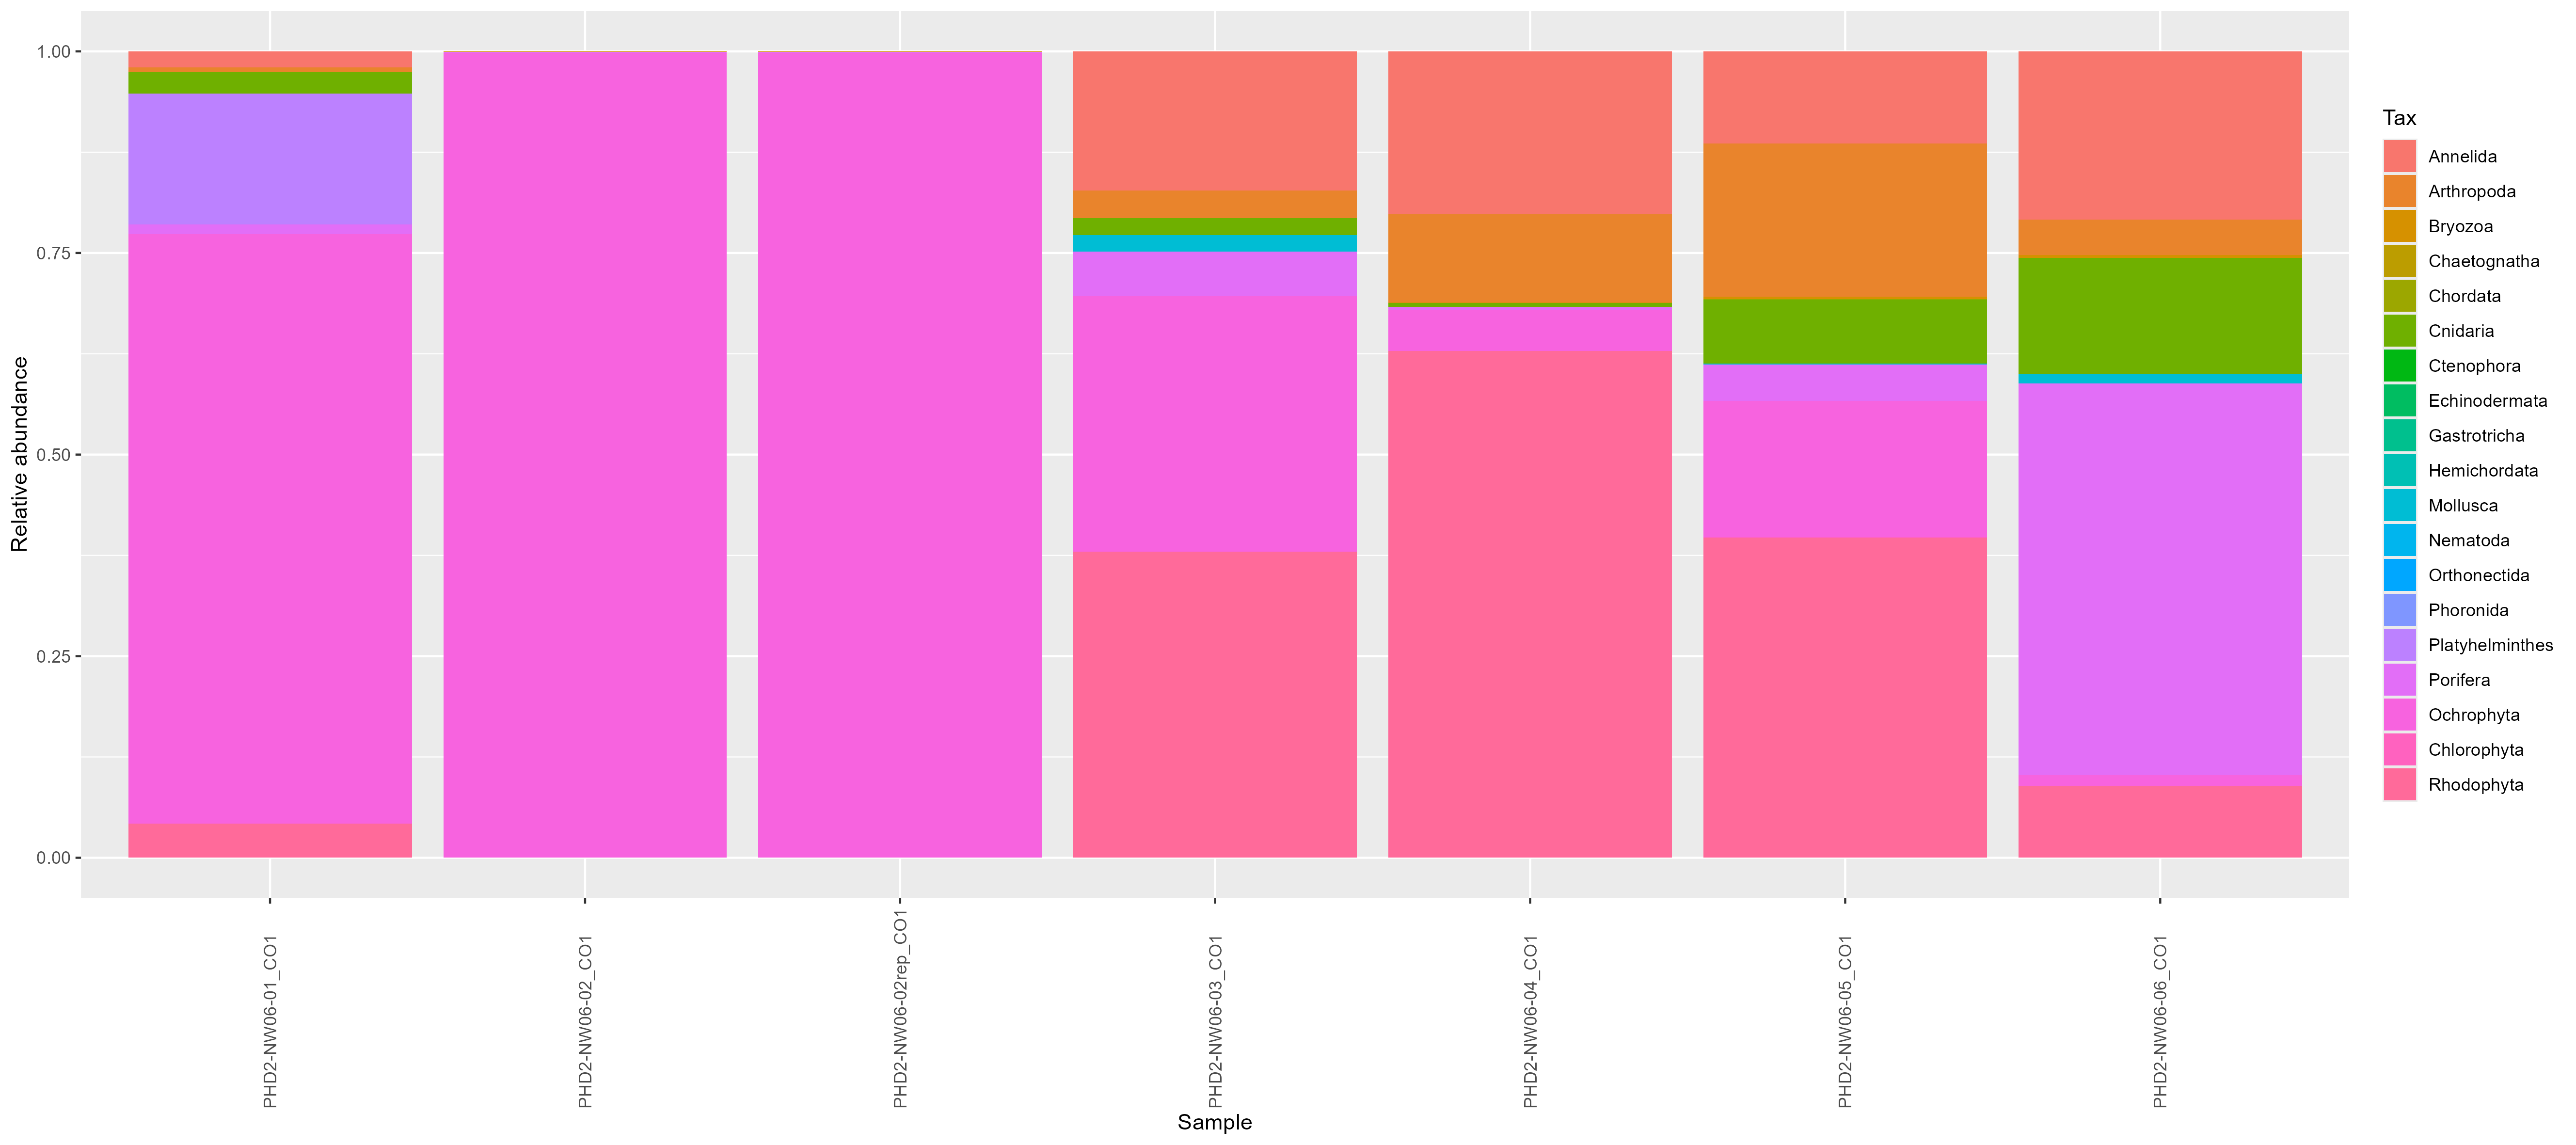 Relative abundance
1.00
0.75
0.50
0.25
0.00
PHD2-NW06-01_CO1
PHD2-NW06-02_CO1
PHD2-NW06-02rep_CO1
PHD2-NW06-03_CO1
PHD2-NW06-04_CO1
PHD2-NW06-05_CO1
PHD2-NW06-06_CO1
Sample
Tax
Annelida
Arthropoda
Bryozoa
Chaetognatha
Chordata
Cnidaria
Ctenophora
Echinodermata
Gastrotricha
Hemichordata
Mollusca
Nematoda
Orthonectida
Phoronida
Platyhelminthes
Porifera
Ochrophyta
Chlorophyta
Rhodophyta